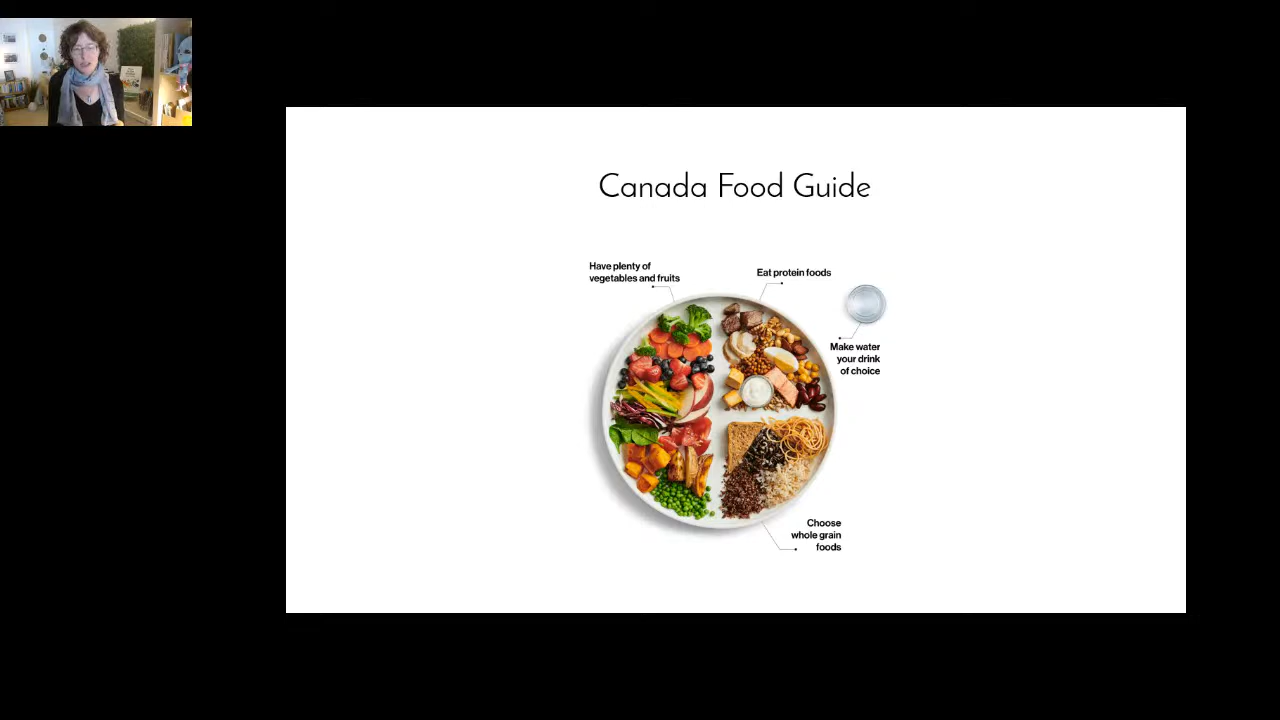 Canada Food Guide
Have plenty of
vegetables and fruits
Eat protein foods
Make water
your drink
of choice
Choose
whole grain
foods